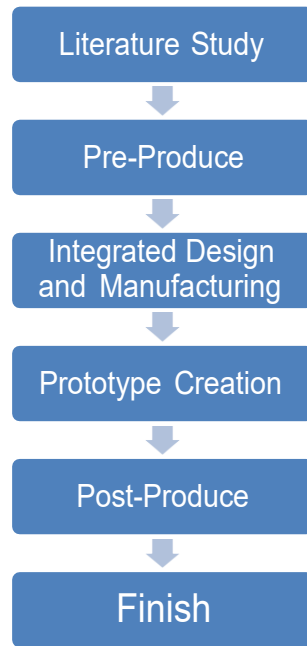 Literature Study
Pre-Produce
Integrated Design
and Manufacturing
Prototype Creation
Post-Produce
Finish